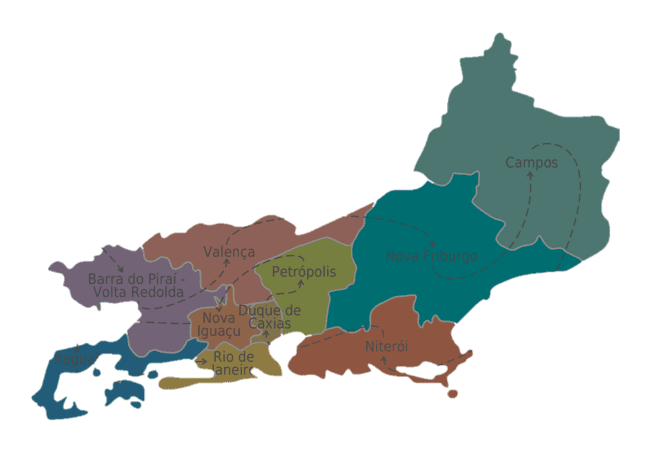 Campos
Valença
Nova Friburgo
Petrópolis
Barra do Piraí -
Volta Redolda
Nova
Iguaçu
Duque de
Caxias
Niterói
Rio de
Janeiro